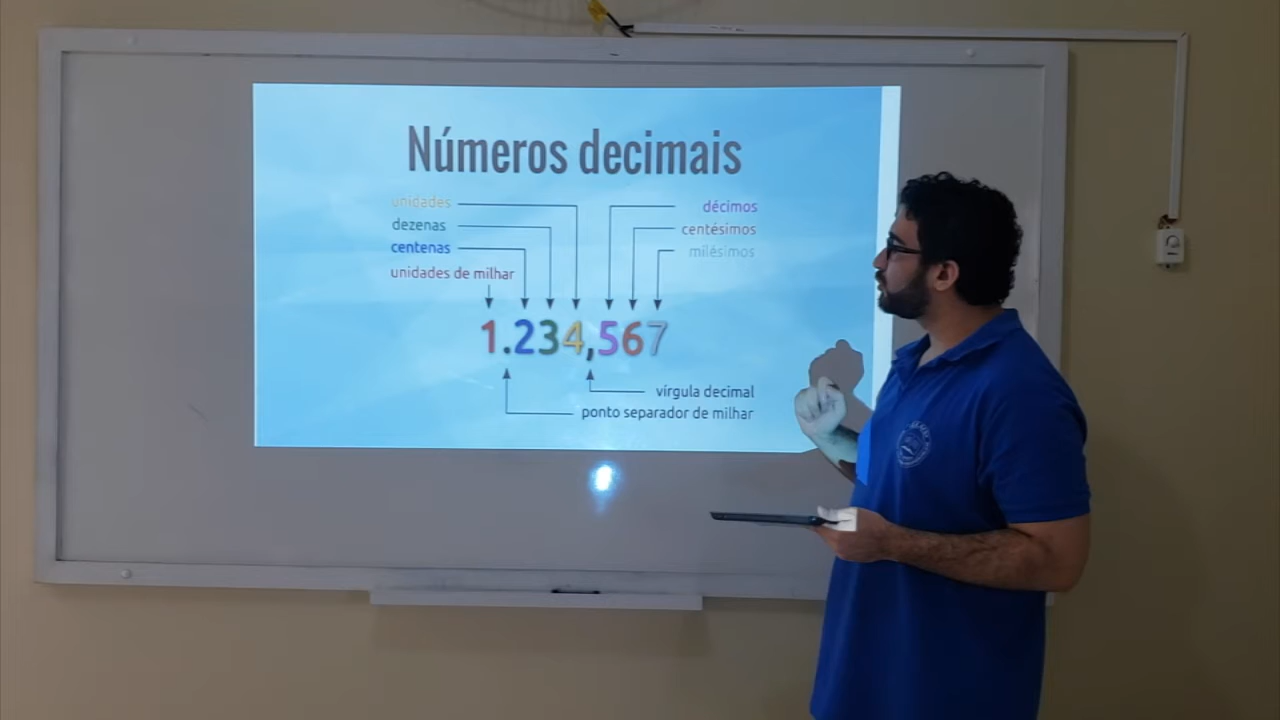 Números decimais
unidades
dezenas
centenas
unidades de milhar
décimos
centésimos
milésimos
1.234,567
vírgula decimal
ponto separador de milhar